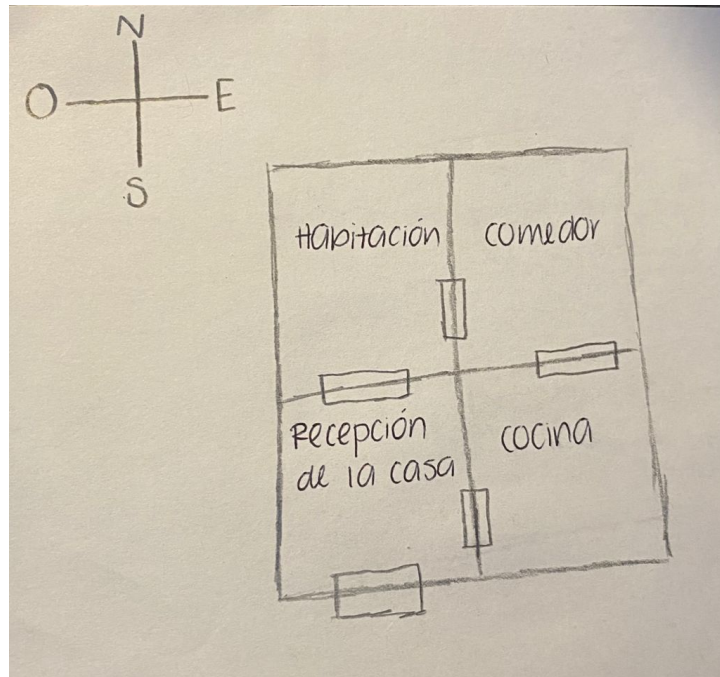 N
O E
S
Habitación comedor
Recepción cocina
de la casa